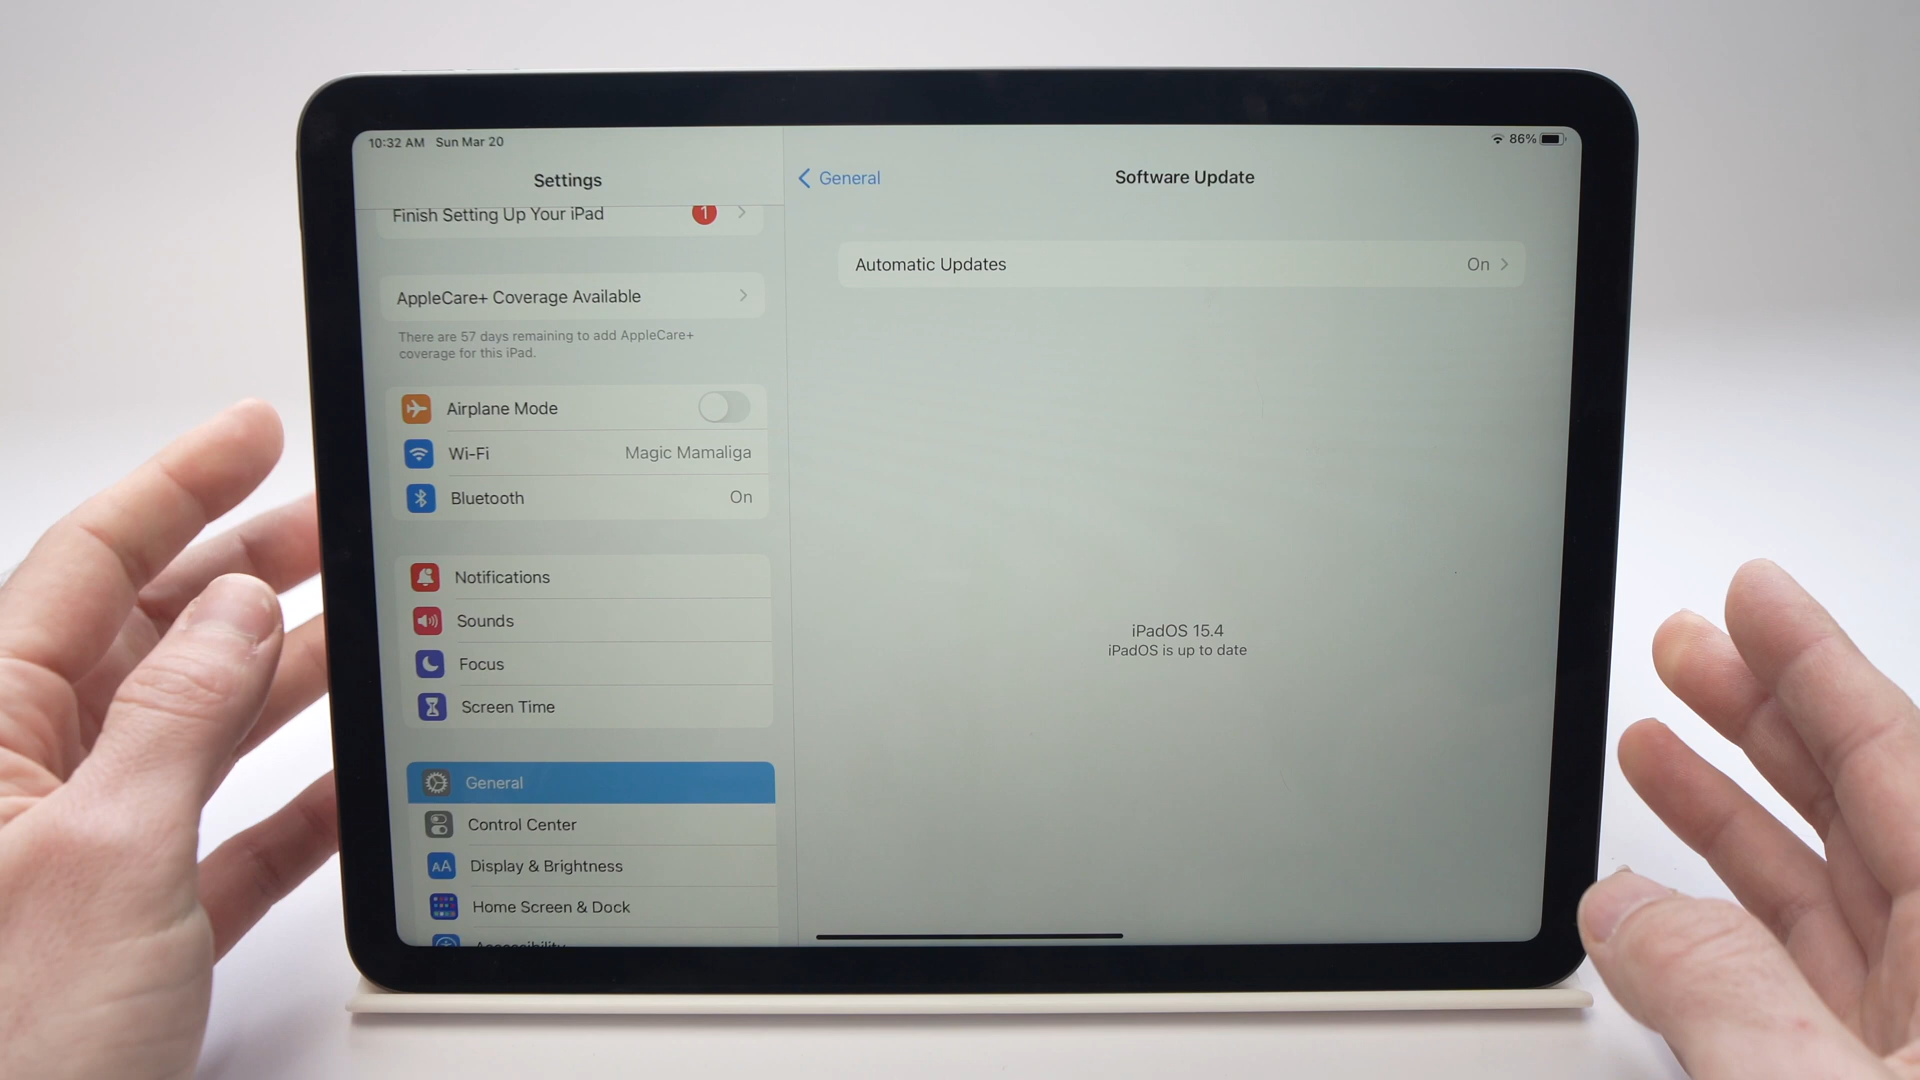 10:32 AM Sun Mar 20
86%
Settings
Finish Setting Up Your iPad 1
AppleCare+ Coverage Available
There are 57 days remaining to add AppleCare+
coverage for this iPad.
Airplane Mode
Wi-Fi Magic Mamaliga
Bluetooth On
Notifications
Sounds
Focus
Screen Time
General
Control Center
AA Display & Brightness
Home Screen & Dock
Accessibility
General
Software Update
Automatic Updates On
iPadOS 15.4
iPadOS is up to date